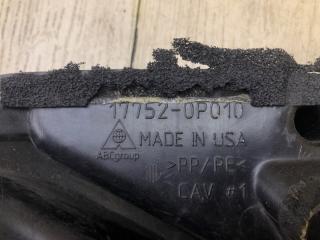 17752-0P010
MADE IN USA
ABCgroup
>PP/PE<
CAV #1